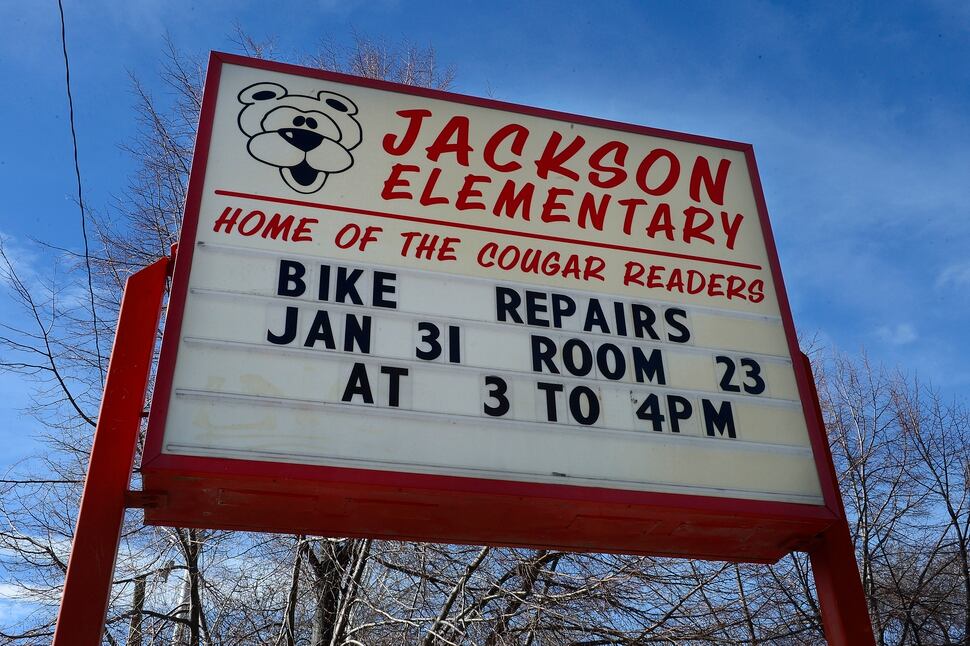 JACKSON
ELEMENTARY
HOME OF THE COUGAR READERS
BIKE REPAIRS
JAN 31 ROOM 23
AT 3 TO 4PM